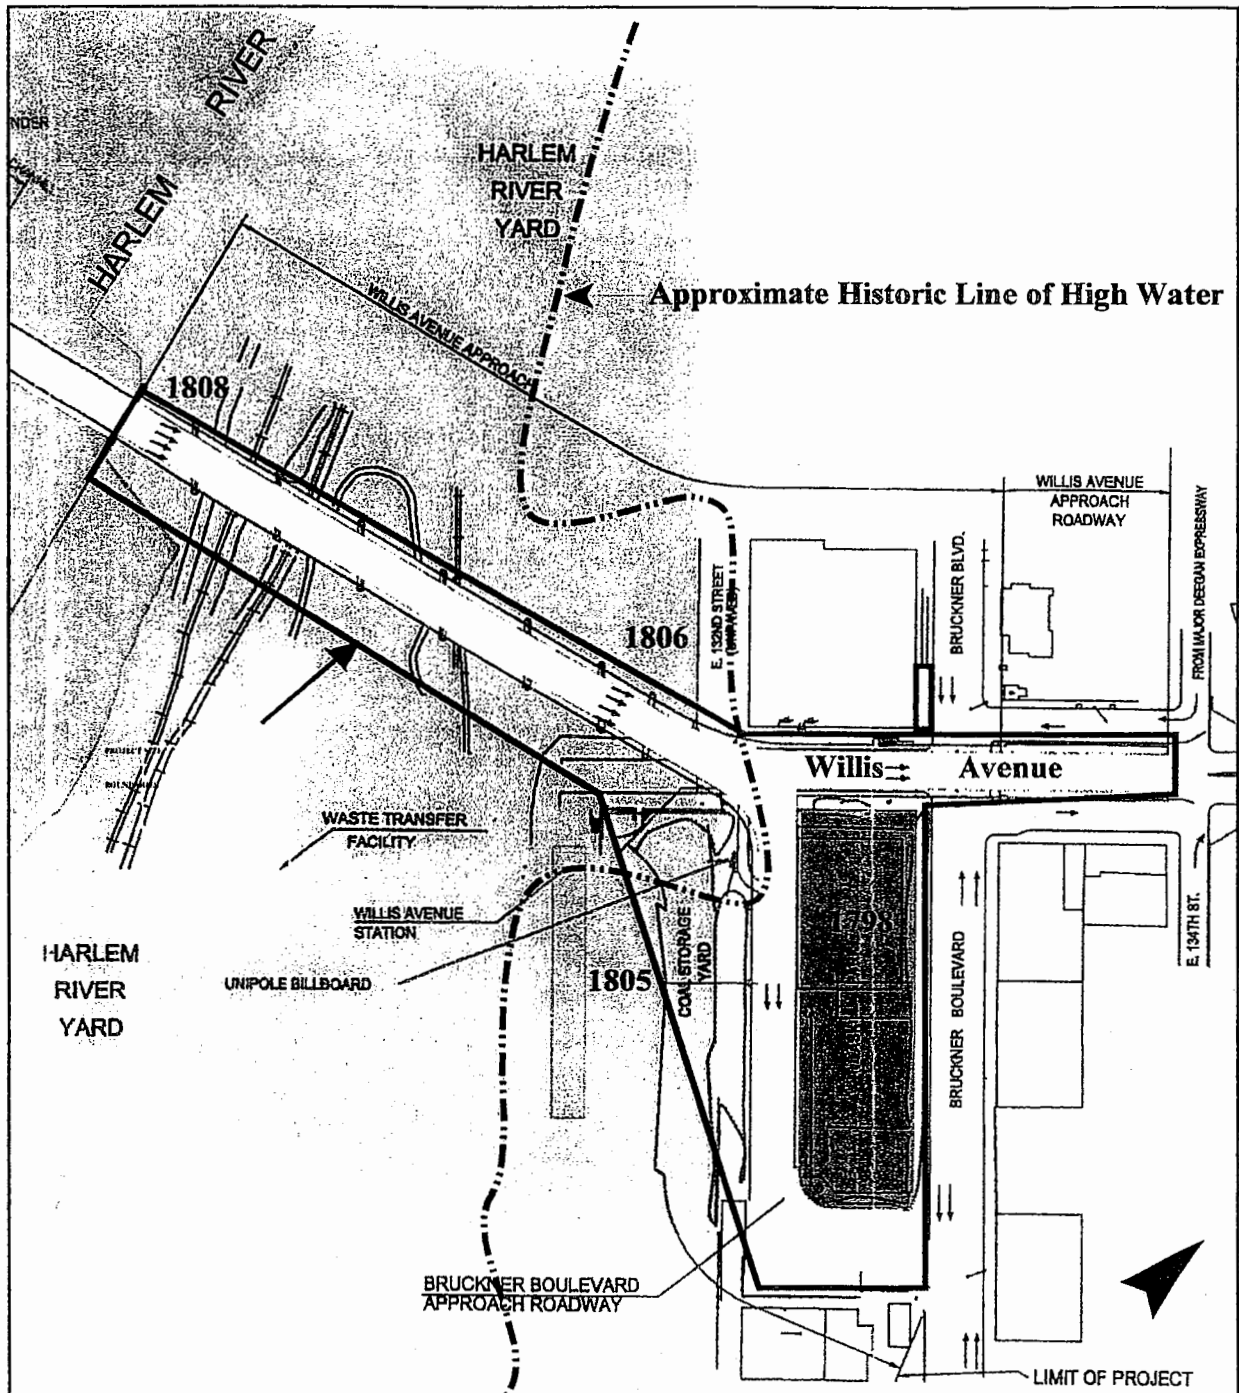 HARLEM
RIVER
HARLEM
RIVER
YARD
Approximate Historic Line of High Water
WILLIS AVENUE APPROACH
1808
WILLIS AVENUE
APPROACH
ROADWAY
BRUCKNER BLVD.
FROM MAJOR DEEGAN EXPRESSWAY
E. 132ND STREET
1806
Willis Avenue
WASTE TRANSFER
FACILITY
WILLIS AVENUE
STATION
UNIPOLE BILLBOARD
HARLEM
RIVER
YARD
1805
COAL STORAGE
YARD
1798
BRUCKNER BOULEVARD
E. 134TH ST.
BRUCKNER BOULEVARD
APPROACH ROADWAY
LIMIT OF PROJECT